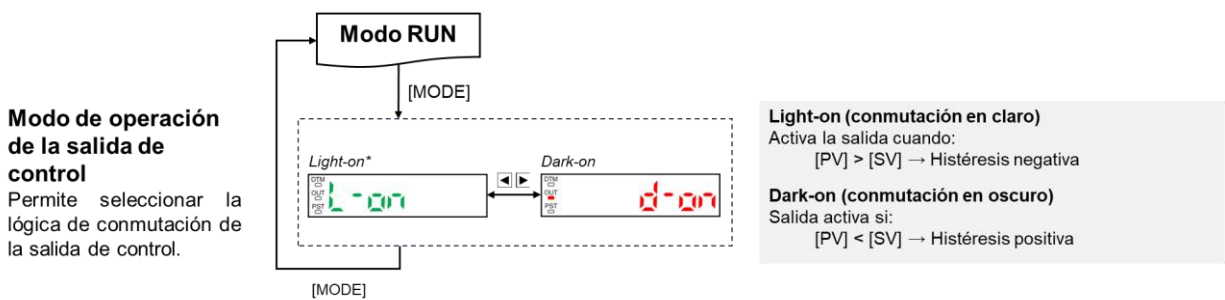 Modo RUN
[MODE]
Modo de operación
de la salida de
control
Permite seleccionar la
lógica de conmutación de
la salida de control.
Light-on*
DTM
OUT
PST
L-on
◀ ▶
Dark-on
DTM
OUT
PST
d-on
[MODE]
Light-on (conmutación en claro)
Activa la salida cuando:
[PV] > [SV] → Histéresis negativa
Dark-on (conmutación en oscuro)
Salida activa si:
[PV] < [SV] → Histéresis positiva